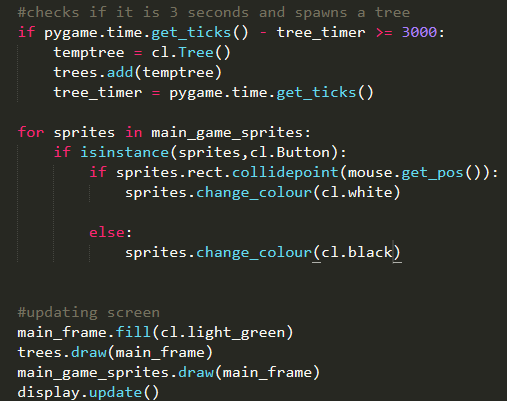 #checks if it is 3 seconds and spawns a tree
if pygame.time.get_ticks() - tree_timer >= 3000:
    temptree = cl.Tree()
    trees.add(temptree)
    tree_timer = pygame.time.get_ticks()

for sprites in main_game_sprites:
    if isinstance(sprites,cl.Button):
        if sprites.rect.collidepoint(mouse.get_pos()):
            sprites.change_colour(cl.white)

        else:
            sprites.change_colour(cl.black)


#updating screen
main_frame.fill(cl.light_green)
trees.draw(main_frame)
main_game_sprites.draw(main_frame)
display.update()